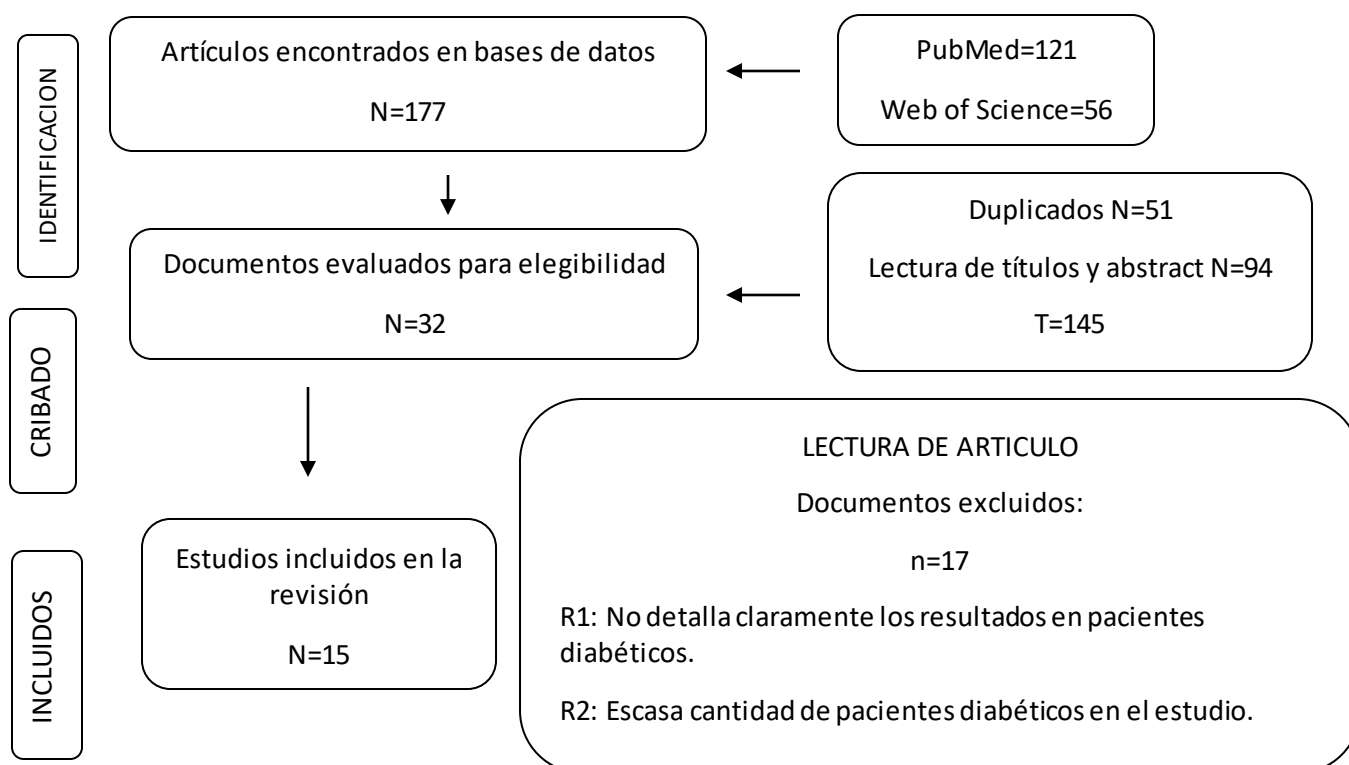 IDENTIFICACION
Artículos encontrados en bases de datos
N=177
PubMed=121
Web of Science=56
Documentos evaluados para elegibilidad
N=32
Duplicados N=51
Lectura de títulos y abstract N=94
T=145
CRIBADO
LECTURA DE ARTICULO
Documentos excluidos:
n=17
R1: No detalla claramente los resultados en pacientes
diabéticos.
R2: Escasa cantidad de pacientes diabéticos en el estudio.
INCLUIDOS
Estudios incluidos en la
revisión
N=15